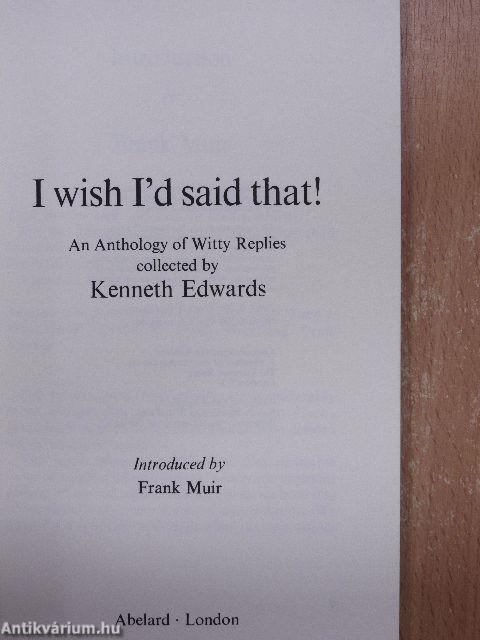 I wish I'd said that!
An Anthology of Witty Replies
collected by
Kenneth Edwards
Introduced by
Frank Muir
Abelard · London
Antikvárium.hu